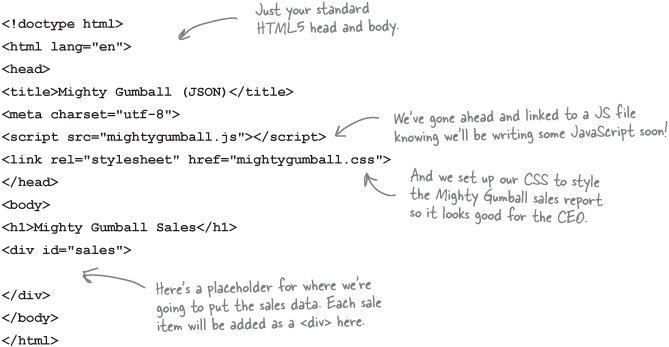 <!doctype html>
<html lang="en">
<head>
<title>Mighty Gumball (JSON)</title>
<meta charset="utf-8">
<script src="mightygumball.js"></script>
<link rel="stylesheet" href="mightygumball.css">
</head>
<body>
<h1>Mighty Gumball Sales</h1>
<div id="sales">
</div>
</body>
</html>
Just your standard
HTML5 head and body.
We've gone ahead and linked to a JS file
knowing we'll be writing some JavaScript soon!
And we set up our CSS to style
the Mighty Gumball sales report
so it looks good for the CEO.
Here's a placeholder for where we're
going to put the sales data. Each sale
item will be added as a <div> here.